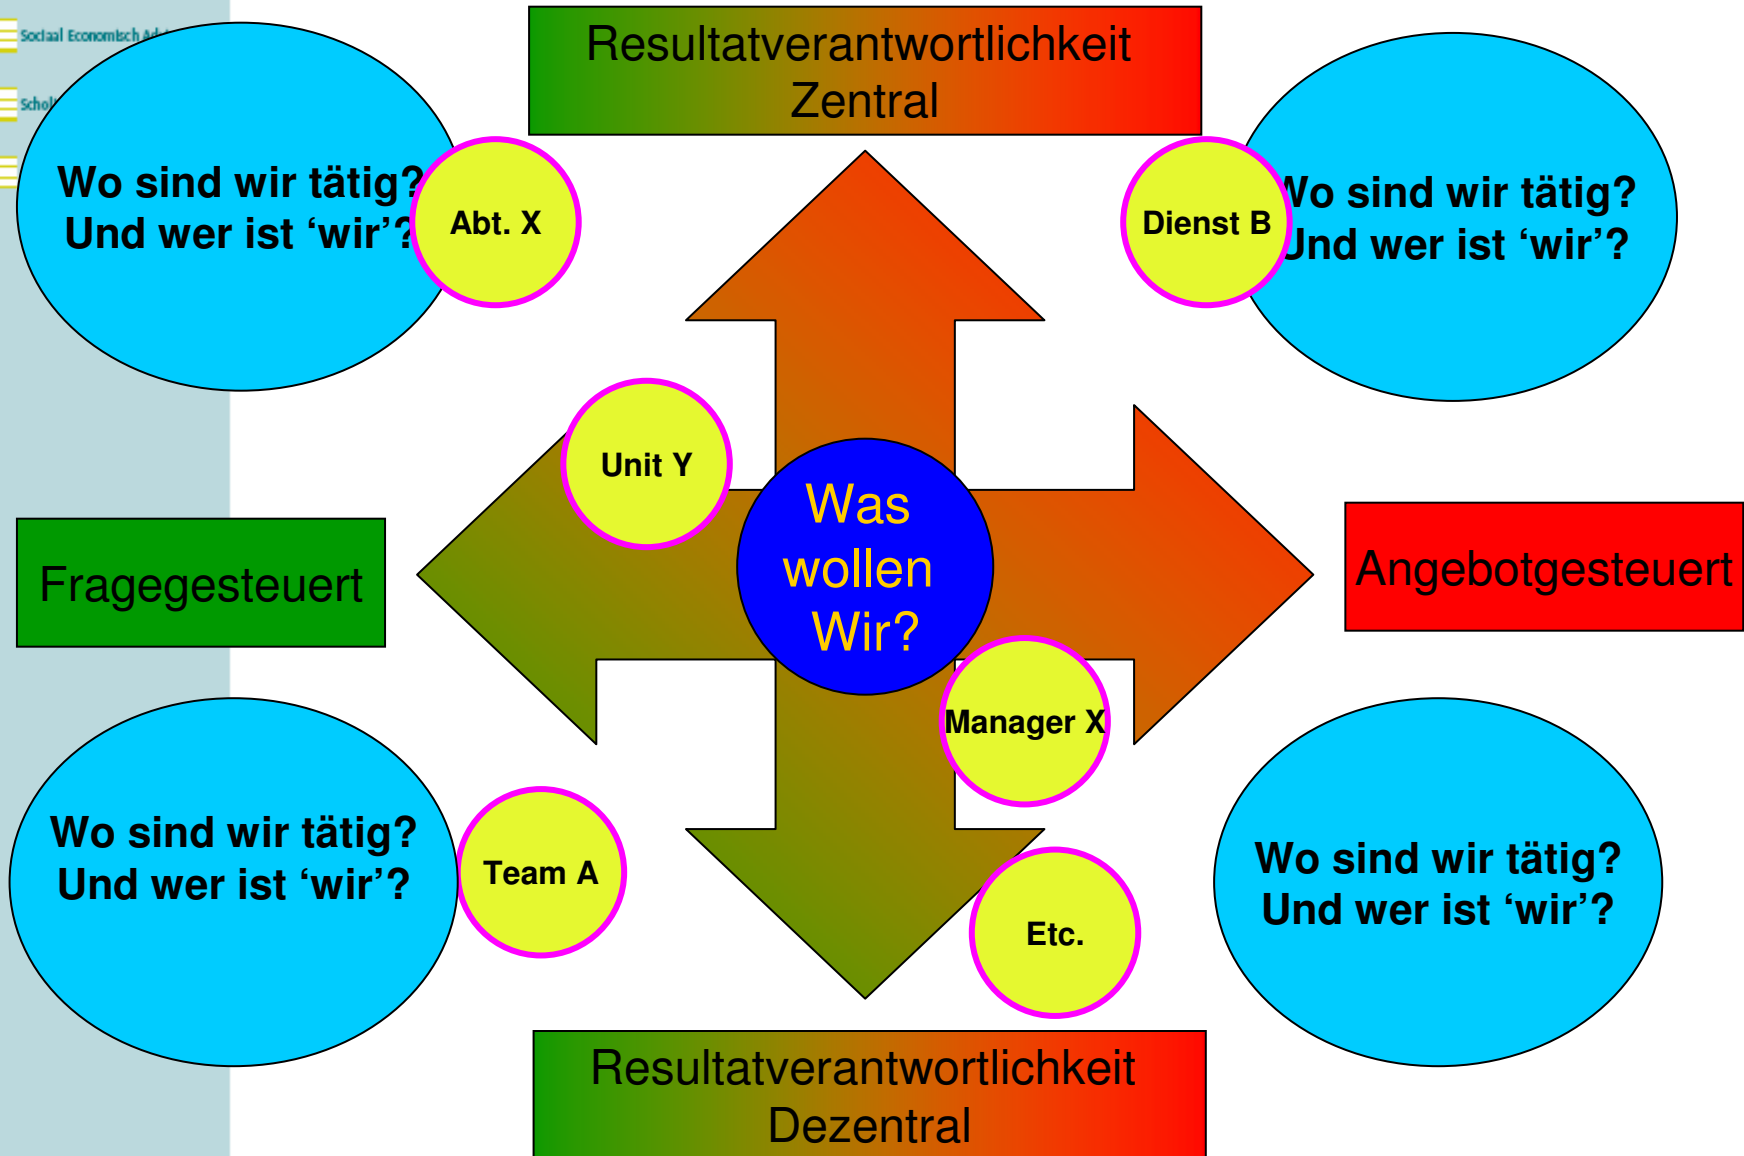 Sociaal Economisch
Resultatverantwortlichkeit
Zentral
Wo sind wir tätig?
Und wer ist ‘wir’?
Abt. X
Dienst B
Wo sind wir tätig?
Und wer ist ‘wir’?
Unit Y
Was
wollen
Wir?
Fragegesteuert
Angebotgesteuert
Manager X
Wo sind wir tätig?
Und wer ist ‘wir’?
Team A
Etc.
Wo sind wir tätig?
Und wer ist ‘wir’?
Resultatverantwortlichkeit
Dezentral